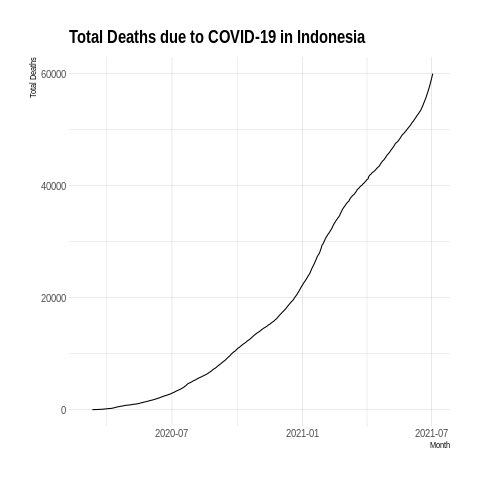 Total Deaths due to COVID-19 in Indonesia
Total Deaths
60000
40000
20000
0
2020-07
2021-01
2021-07
Month